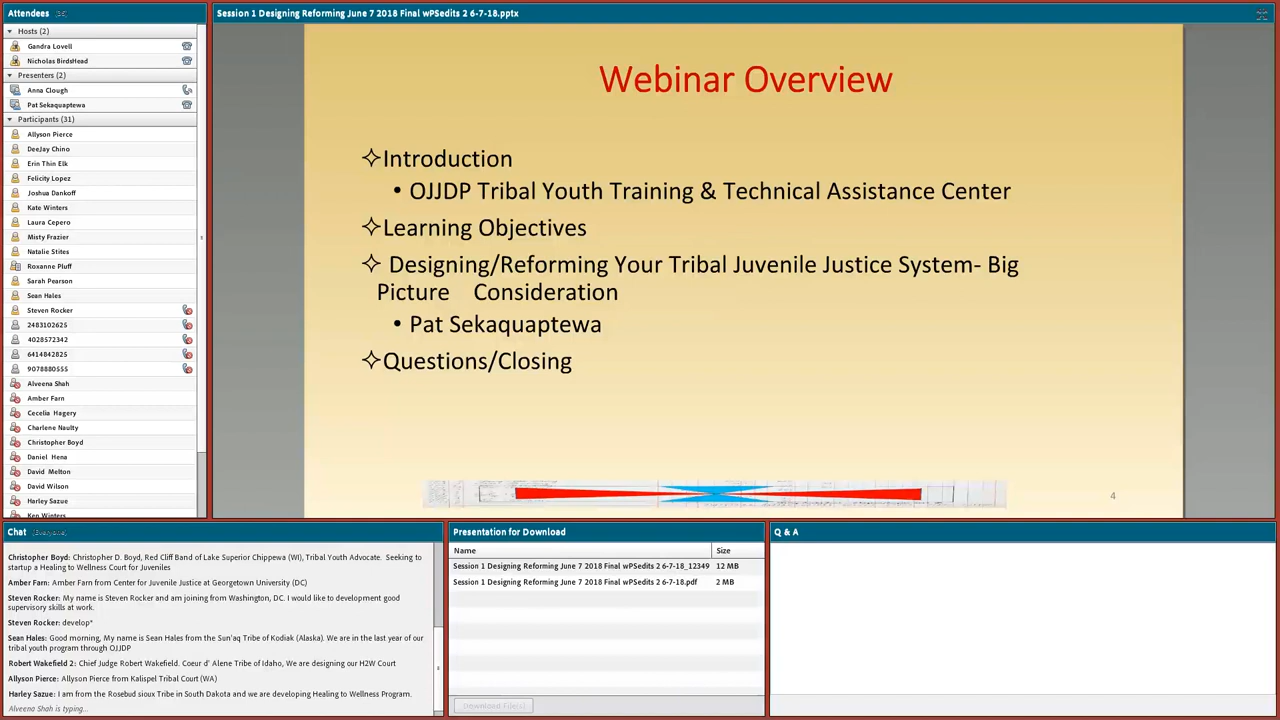 Attendees (35)
Session 1 Designing Reforming June 7 2018 Final wPSedits 2 6-7-18.pptx
Hosts (2)
Gandra Lovell
Nicholas BirdsHead
Presenters (2)
Anna Clough
Pat Sekaquaptewa
Participants (31)
Allyson Pierce
DeeJay Chino
Erin Thin Elk
Felicity Lopez
Joshua Dankoff
Kate Winters
Laura Cepero
Misty Frazier
Natalie Stites
Roxanne Pluff
Sarah Pearson
Sean Hales
Steven Rocker
2483102625
4028572342
6414842825
9078880555
Alveena Shah
Amber Farn
Cecelia Hagery
Charlene Naulty
Christopher Boyd
Daniel Hena
David Melton
David Wilson
Harley Sazue
Ken Winters
Webinar Overview
Introduction
• OJJDP Tribal Youth Training & Technical Assistance Center
Learning Objectives
Designing/Reforming Your Tribal Juvenile Justice System- Big
Picture Consideration
• Pat Sekaquaptewa
Questions/Closing
4
Chat (Everyone)
Christopher Boyd: Christopher D. Boyd, Red Cliff Band of Lake Superior Chippewa (WI), Tribal Youth Advocate. Seeking to
startup a Healing to Wellness Court for Juveniles
Amber Farn: Amber Farn from Center for Juvenile Justice at Georgetown University (DC)
Steven Rocker: My name is Steven Rocker and am joining from Washington, DC. I would like to development good
supervisory skills at work.
Steven Rocker: develop*
Sean Hales: Good morning, My name is Sean Hales from the Sun'aq Tribe of Kodiak (Alaska). We are in the last year of our
tribal youth program through OJJDP
Robert Wakefield 2: Chief Judge Robert Wakefield. Coeur d' Alene Tribe of Idaho, We are designing our H2W Court
Allyson Pierce: Allyson Pierce from Kalispel Tribal Court (WA)
Harley Sazue: I am from the Rosebud sioux Tribe in South Dakota and we are developing Healing to Wellness Program.
Alveena Shah is typing...
Presentation for Download
Name Size
Session 1 Designing Reforming June 7 2018 Final wPSedits 2 6-7-18_12349 12 MB
Session 1 Designing Reforming June 7 2018 Final wPSedits 2 6-7-18.pdf 2 MB
Download File(s)
Q & A